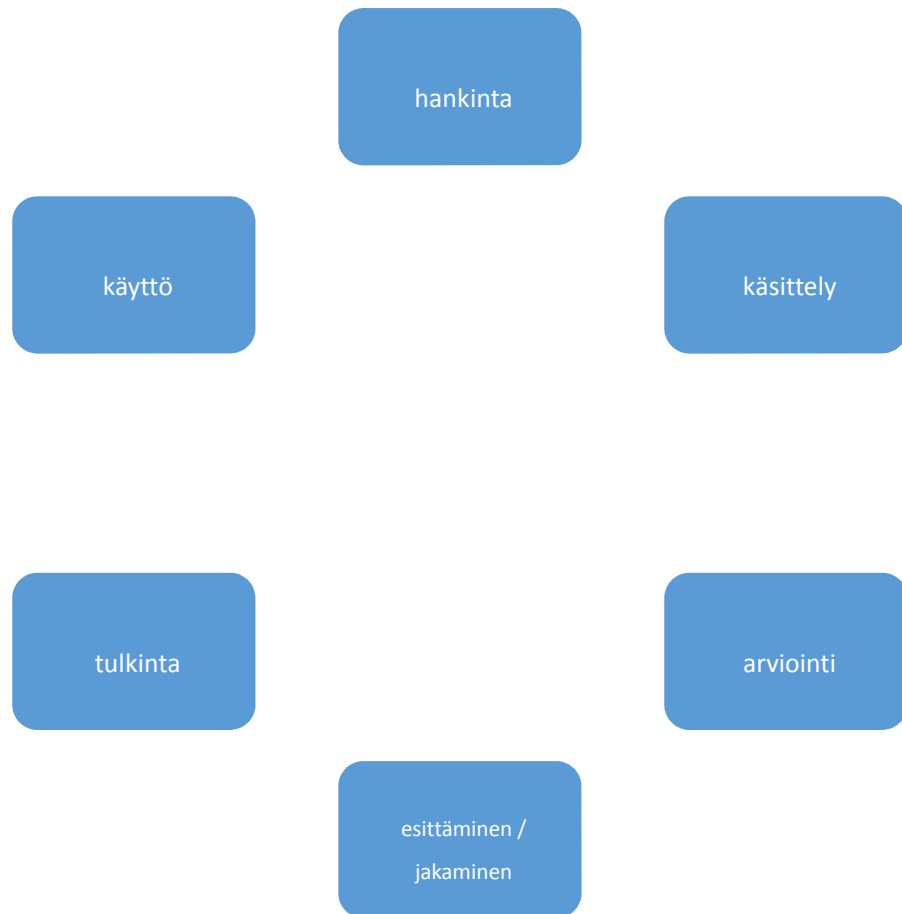 hankinta
käyttö
käsittely
tulkinta
arviointi
esittäminen /
jakaminen